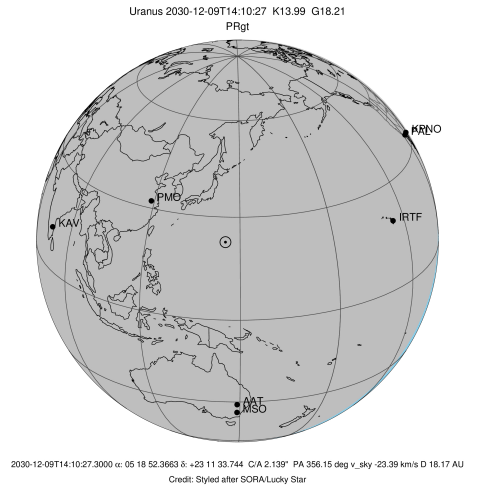 Uranus 2030-12-09T14:10:27 K13.99 G18.21
PRgt
KPNO
PAL
PMO
IRTF
KAV
AAT
MSO
2030-12-09T14:10:27.3000 α: 05 18 52.3663 δ: +23 11 33.744 C/A 2.139" PA 356.15 deg v_sky -23.39 km/s D 18.17 AU
Credit: Styled after SORA/Lucky Star